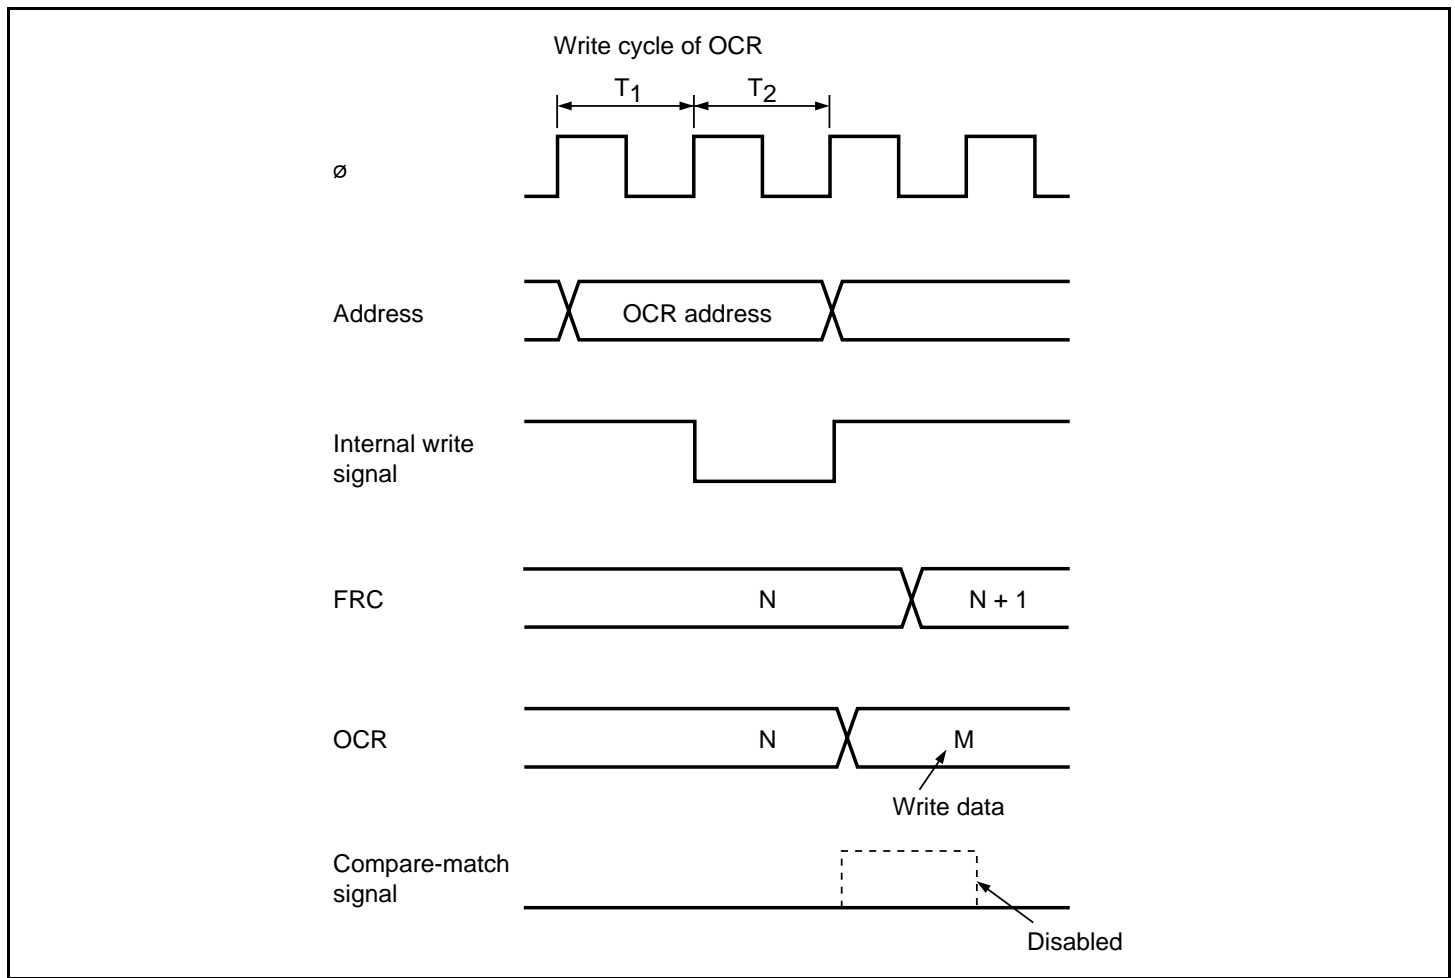 Write cycle of OCR
T1 T2
ø
Address
OCR address
Internal write
signal
FRC
N
N + 1
OCR
N
M
Write data
Compare-match
signal
Disabled